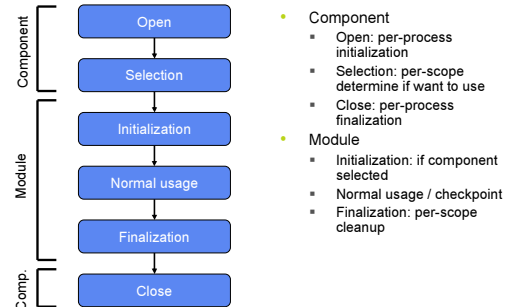 Component
Open
Selection
Module
Initialization
Normal usage
Finalization
Comp.
Close
• Component
▪ Open: per-process
initialization
▪ Selection: per-scope
determine if want to use
▪ Close: per-process
finalization
• Module
▪ Initialization: if component
selected
▪ Normal usage / checkpoint
▪ Finalization: per-scope
cleanup